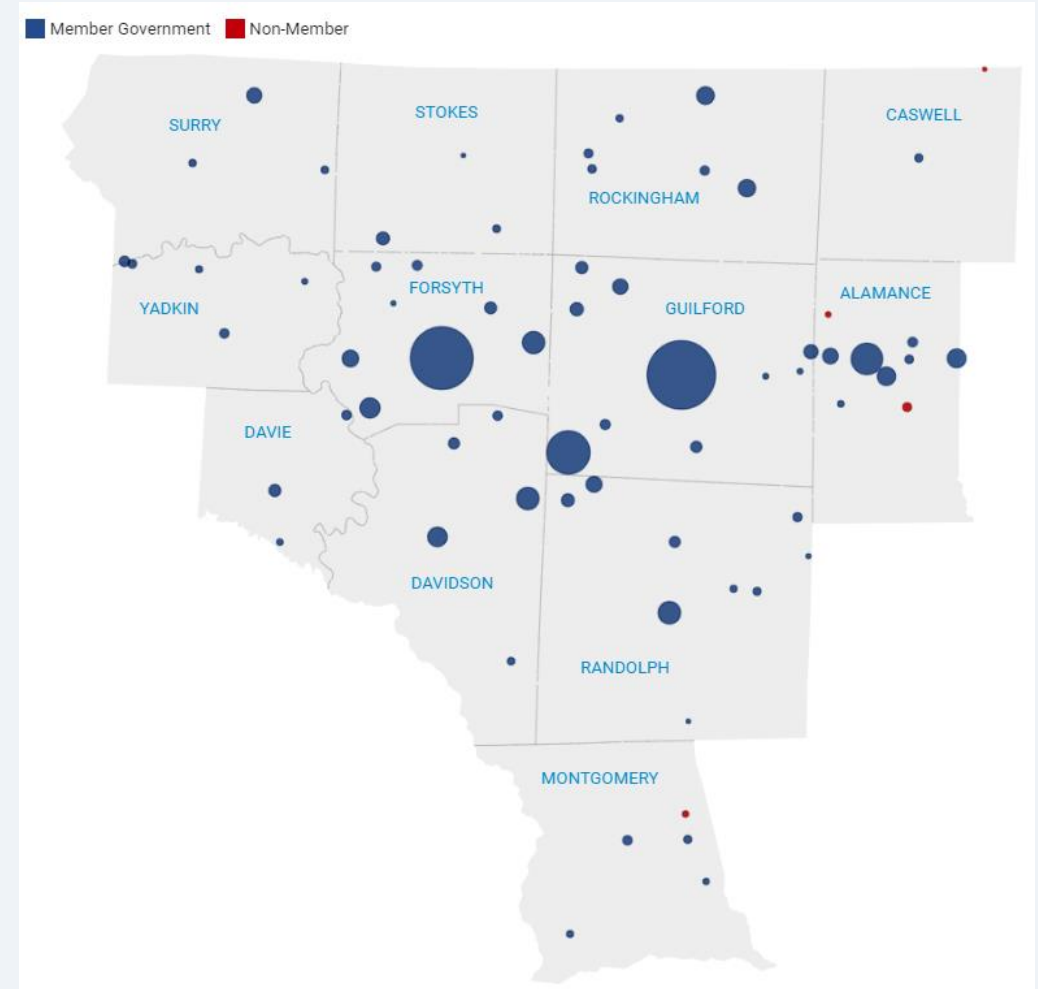 Member Government Non-Member
SURRY
STOKES
CASWELL
ROCKINGHAM
YADKIN
FORSYTH
GUILFORD
ALAMANCE
DAVIE
DAVIDSON
RANDOLPH
MONTGOMERY